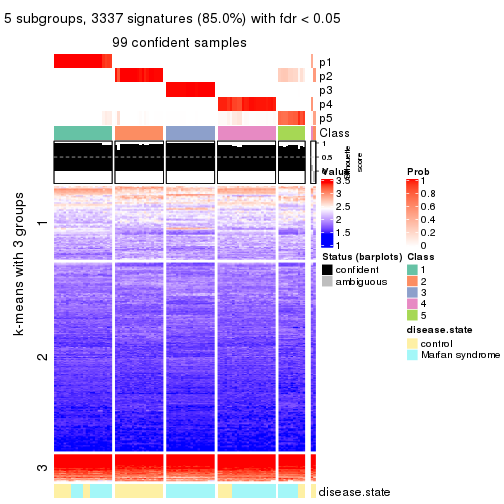 5 subgroups, 3337 signatures (85.0%) with fdr < 0.05
99 confident samples
p1
p2
p3
p4
p5
Class
1
0.5
0
silhouette
score
Value
3.5
3
2.5
2
1.5
1
Prob
1
0.8
0.6
0.4
0.2
0
Status (barplots)
confident
ambiguous
Class
1
2
3
4
5
disease.state
control
Marfan syndrome
k-means with 3 groups
1
2
3
disease.state